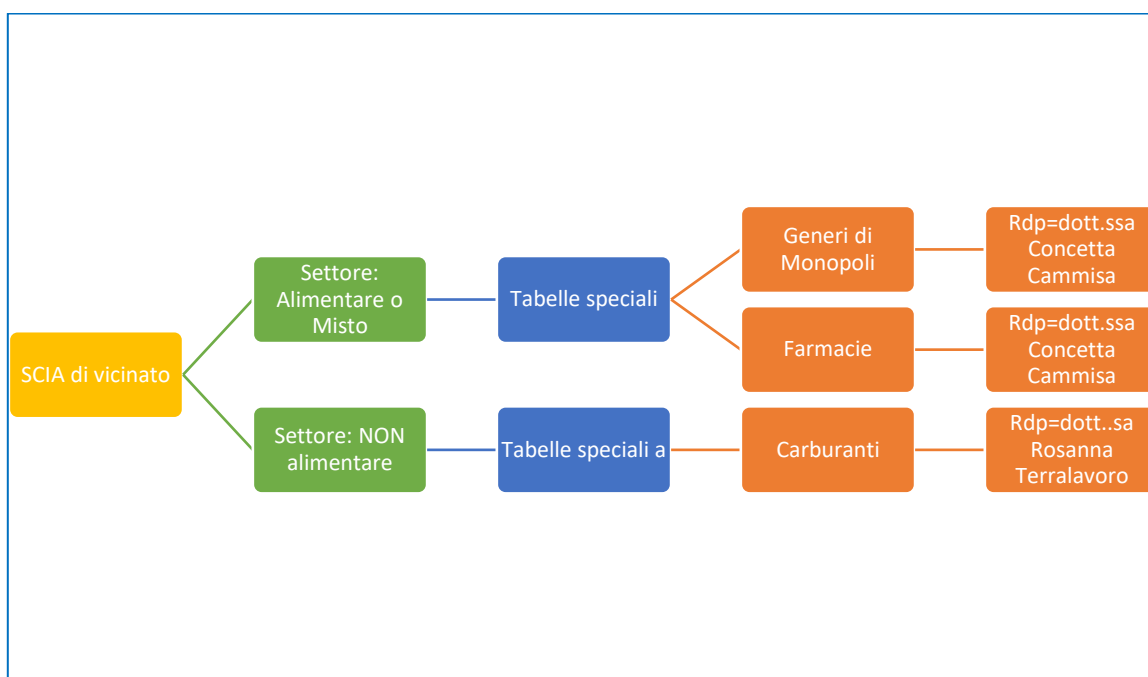 SCIA di vicinato
Settore:
Alimentare o
Misto
Tabelle speciali
Generi di
Monopoli
Rdp=dott.ssa
Concetta
Cammisa
Farmacie
Rdp=dott.ssa
Concetta
Cammisa
Settore: NON
alimentare
Tabelle speciali a
Carburanti
Rdp=dott..sa
Rosanna
Terralavoro